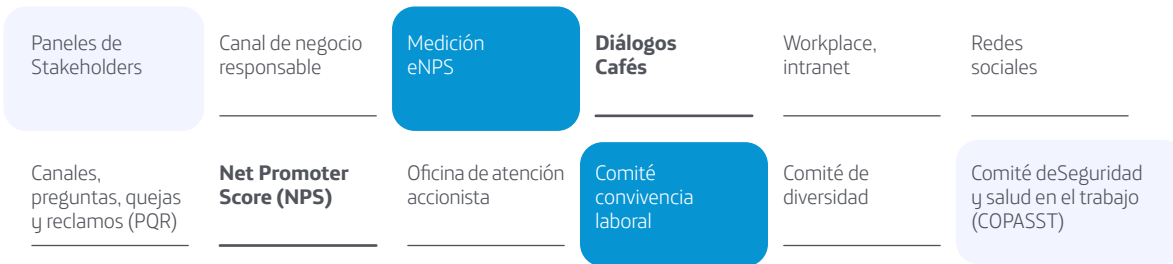 Paneles de
Stakeholders
Canal de negocio
responsable
Medición
eNPS
Diálogos
Cafés
Workplace,
intranet
Redes
sociales
Canales,
preguntas, quejas
y reclamos (PQR)
Net Promoter
Score (NPS)
Oficina de atención
accionista
Comité
convivencia
laboral
Comité de
diversidad
Comité deSeguridad
y salud en el trabajo
(COPASST)